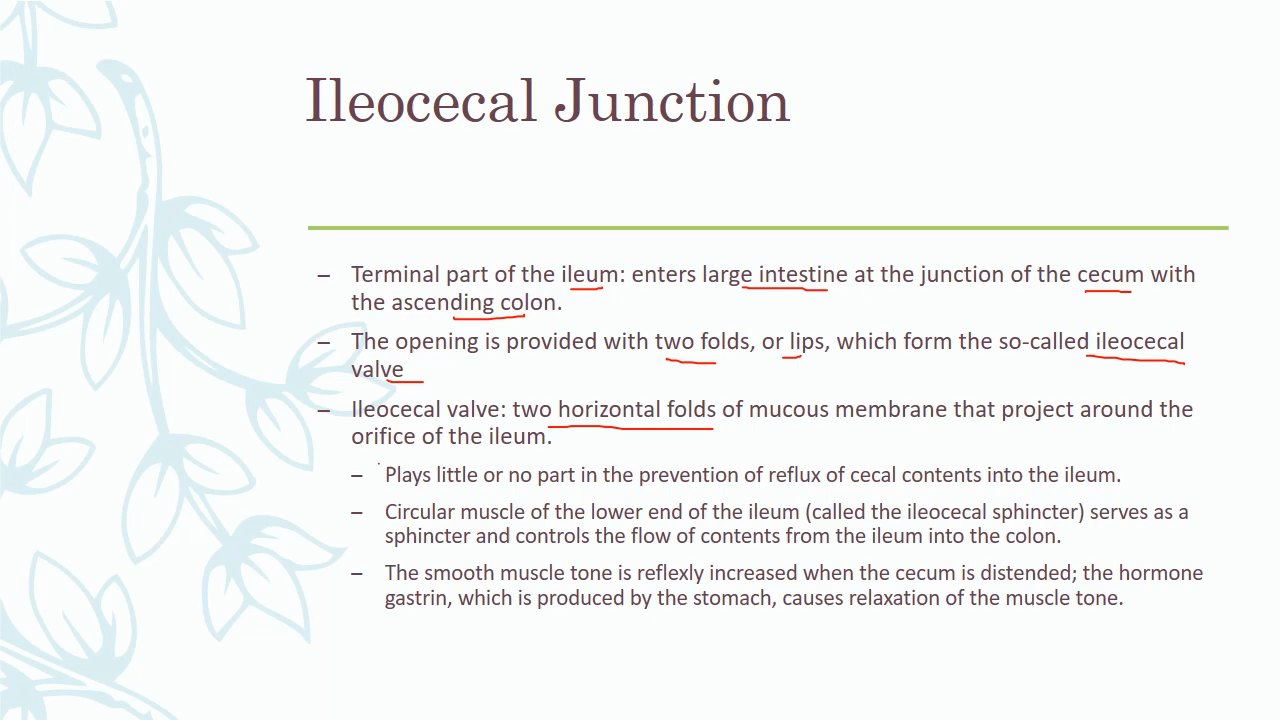 Ileocecal Junction
– Terminal part of the ileum: enters large intestine at the junction of the cecum with
the ascending colon.
– The opening is provided with two folds, or lips, which form the so-called ileocecal
valve
– Ileocecal valve: two horizontal folds of mucous membrane that project around the
orifice of the ileum.
– Plays little or no part in the prevention of reflux of cecal contents into the ileum.
– Circular muscle of the lower end of the ileum (called the ileocecal sphincter) serves as a
sphincter and controls the flow of contents from the ileum into the colon.
– The smooth muscle tone is reflexly increased when the cecum is distended; the hormone
gastrin, which is produced by the stomach, causes relaxation of the muscle tone.